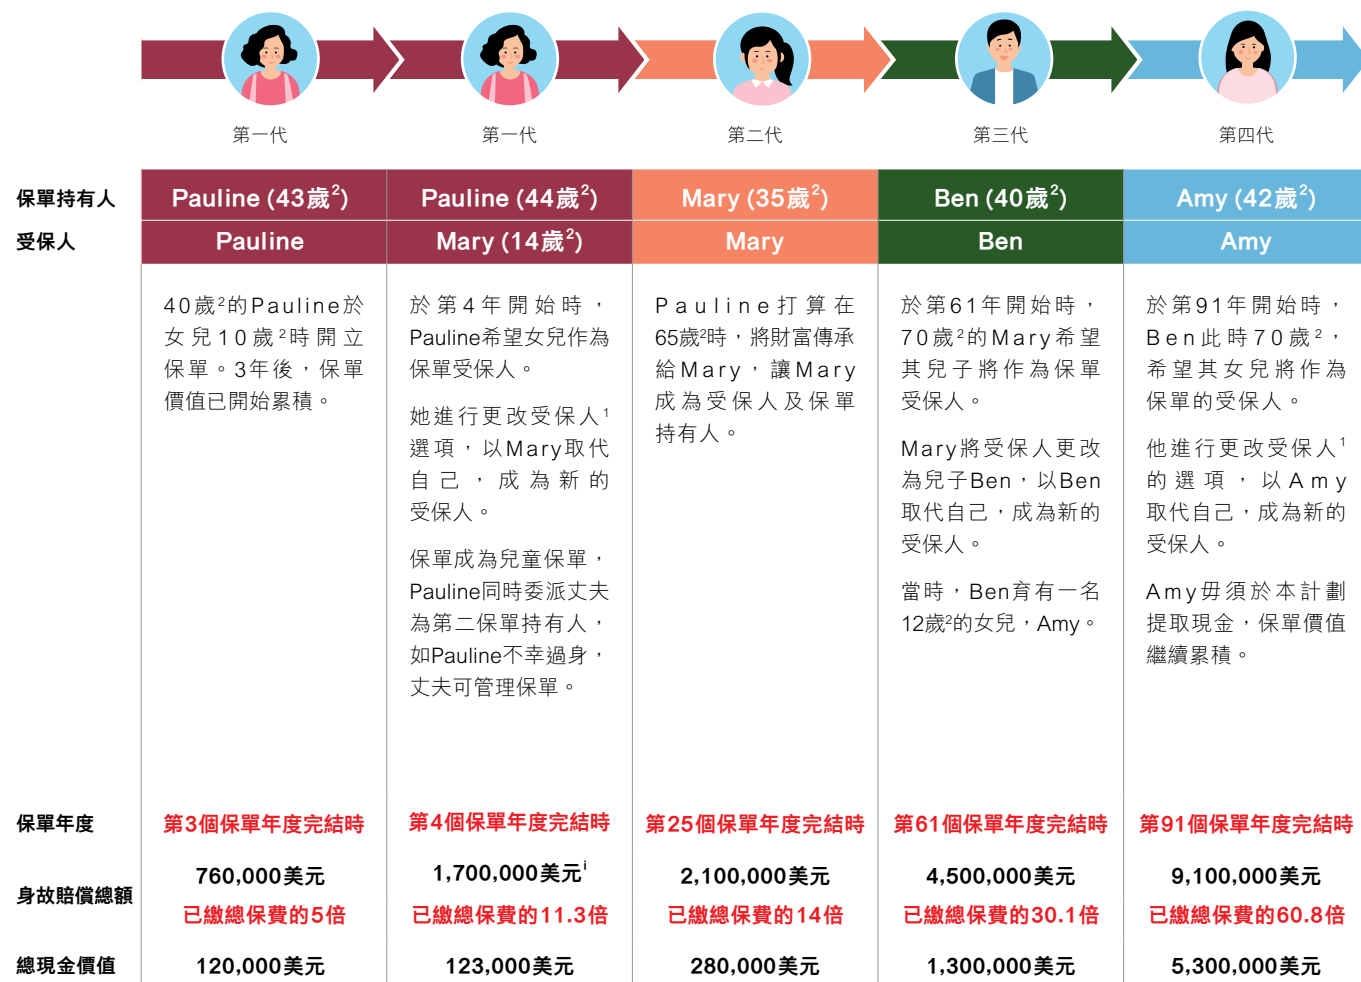 第一代
第一代
第二代
第三代
第四代
保單持有人
Pauline (43歲²)
Pauline (44歲²)
Mary (35歲²)
Ben (40歲²)
Amy (42歲²)
受保人
Pauline
Mary (14歲²)
Mary
Ben
Amy
40歲²的Pauline於
女兒10歲²時開立
保單。3年後，保單
價值已開始累積。
於第4年開始時，
Pauline希望女兒作為
保單受保人。
她進行更改受保人¹
選項，以Mary取代
自己，成為新的
受保人。
保單成為兒童保單，
Pauline同時委派丈夫
為第二保單持有人，
如Pauline不幸過身，
丈夫可管理保單。
Pauline打算在
65歲²時，將財富傳承
給Mary，讓Mary
成為受保人及保單
持有人。
於第61年開始時，
70歲²的Mary希望
其兒子將作為保單
受保人。
Mary將受保人更改
為兒子Ben，以Ben
取代自己，成為新的
受保人。
當時，Ben育有一名
12歲²的女兒，Amy。
於第91年開始時，
Ben此時70歲²，
希望其女兒將作為
保單的受保人。
他進行更改受保人¹
的選項，以Amy
取代自己，成為新的
受保人。
Amy毋須於本計劃
提取現金，保單價值
繼續累積。
保單年度
第3個保單年度完結時
第4個保單年度完結時
第25個保單年度完結時
第61個保單年度完結時
第91個保單年度完結時
身故賠償總額
760,000美元
1,700,000美元ⁱ
2,100,000美元
4,500,000美元
9,100,000美元
已繳總保費的5倍
已繳總保費的11.3倍
已繳總保費的14倍
已繳總保費的30.1倍
已繳總保費的60.8倍
總現金價值
120,000美元
123,000美元
280,000美元
1,300,000美元
5,300,000美元